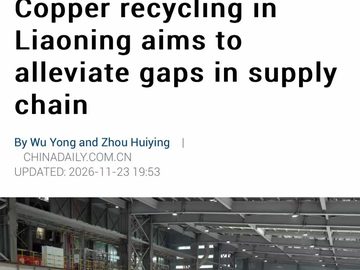 Copper recycling in
Liaoning aims to
alleviate gaps in supply
chain
By Wu Yong and Zhou Huiying |
CHINADAILY.COM.CN
UPDATED: 2026-11-23 19:53